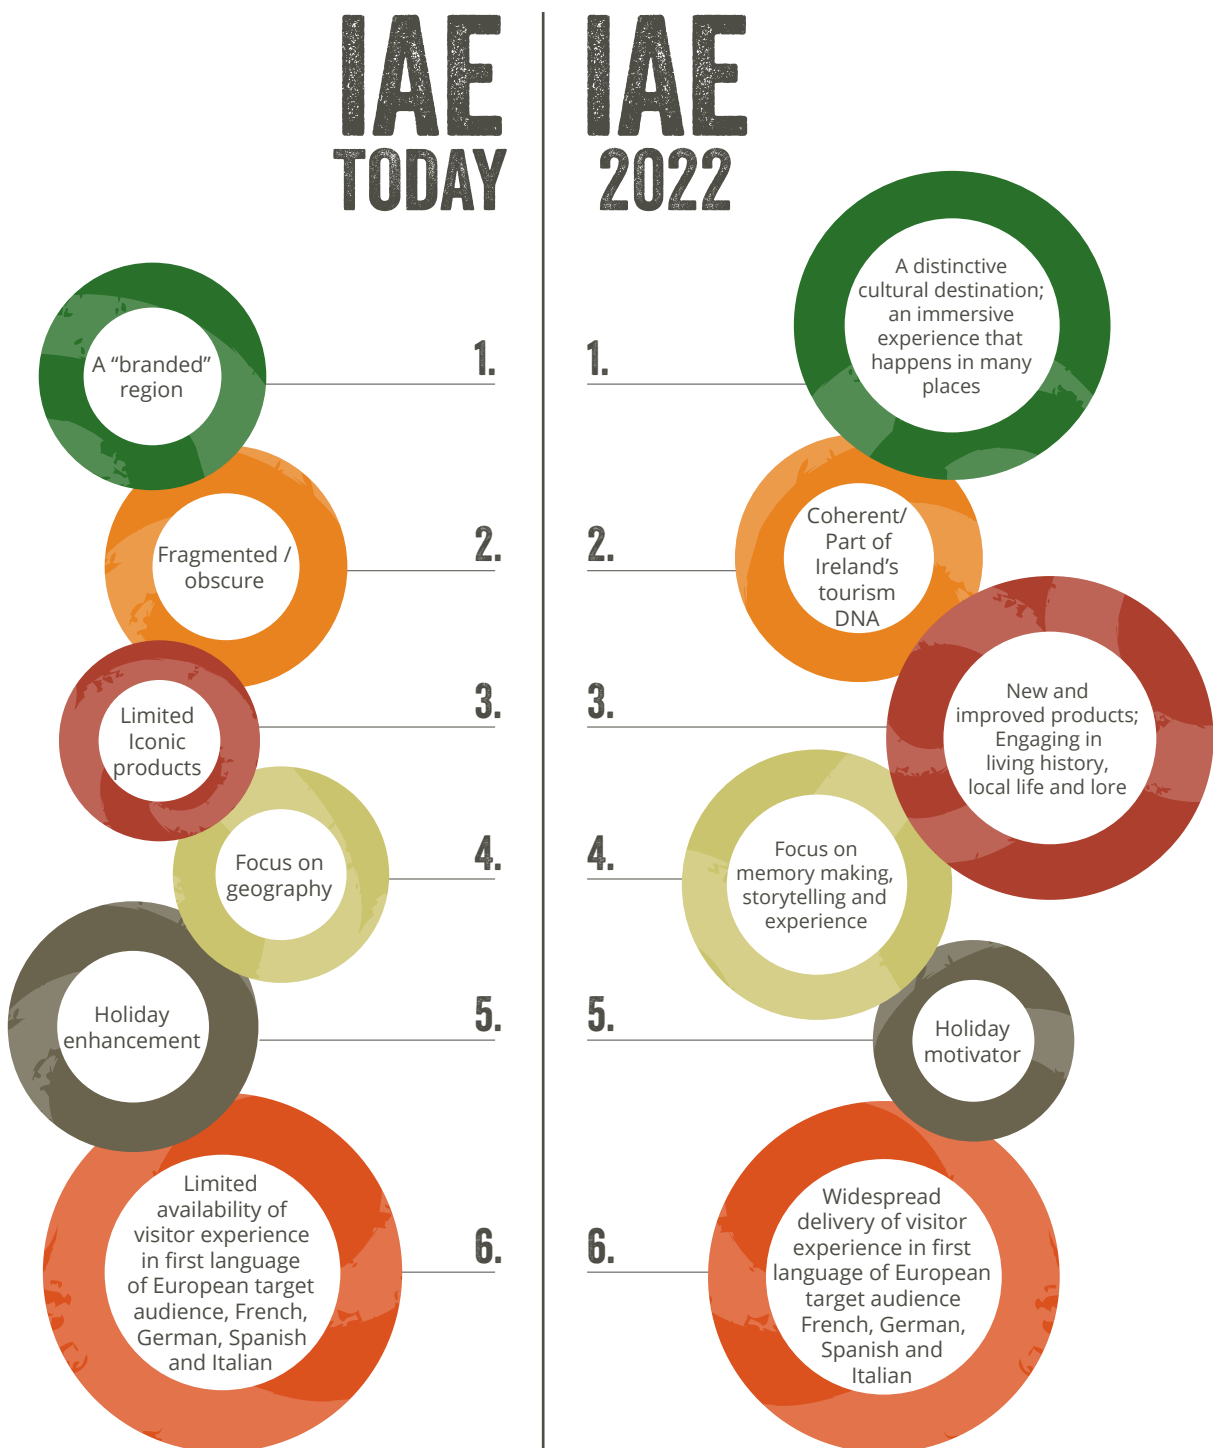 IAE
TODAY
1.
A “branded”
region
2.
Fragmented /
obscure
3.
Limited
Iconic
products
4.
Focus on
geography
5.
Holiday
enhancement
6.
Limited
availability of
visitor experience
in first language
of European target
audience, French,
German, Spanish
and Italian
IAE
2022
1.
A distinctive
cultural destination;
an immersive
experience that
happens in many
places
2.
Coherent/
Part of
Ireland’s
tourism
DNA
3.
New and
improved products;
Engaging in
living history,
local life and lore
4.
Focus on
memory making,
storytelling and
experience
5.
Holiday
motivator
6.
Widespread
delivery of visitor
experience in first
language of European
target audience
French, German,
Spanish and
Italian